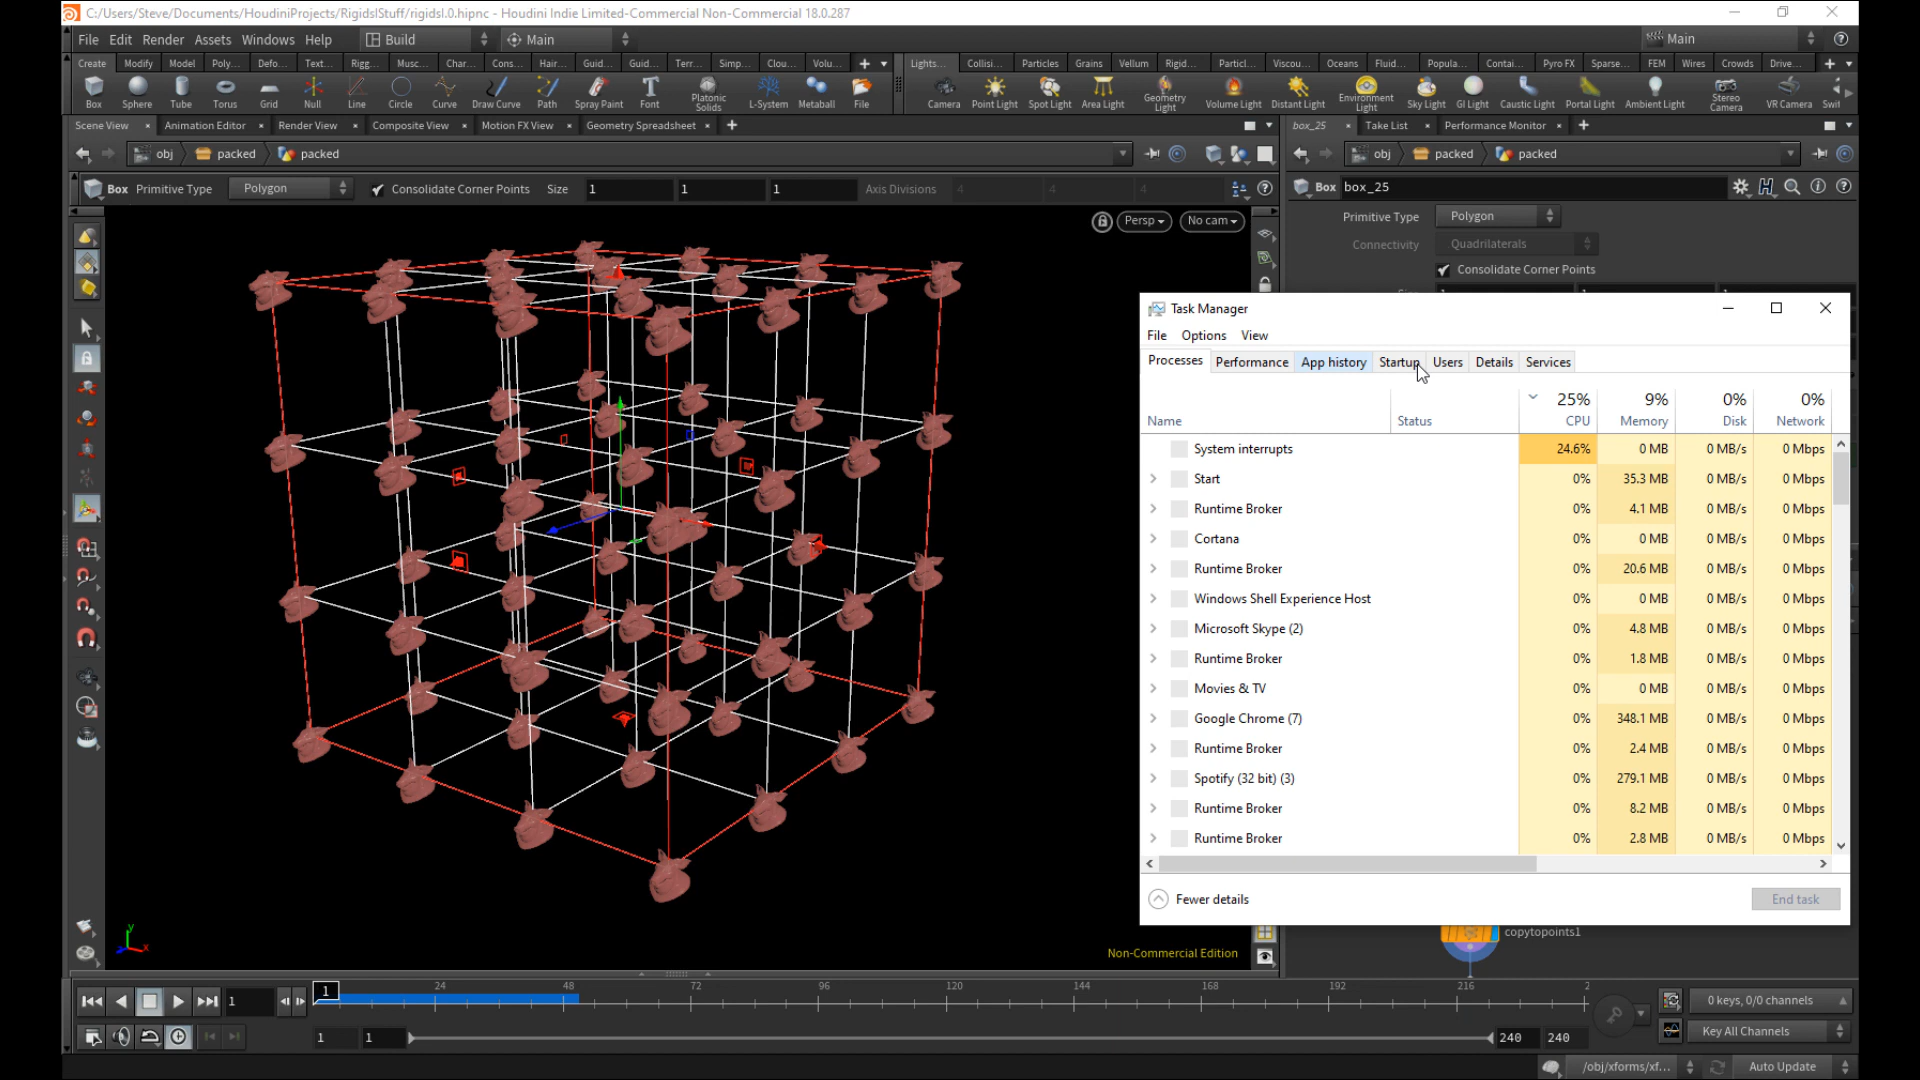 C:/Users/Steve/Documents/HoudiniProjects/RigidslStuff/rigidsl.0.hipnc - Houdini Indie Limited-Commercial Non-Commercial 18.0.287
File Edit Render Assets Windows Help Build Main Main
Create Modify Model Poly... Defo... Text... Rigg... Musc... Char... Cons... Hair... Guid... Guid... Terr... Simp... Clou... Volu... Lights... Collisi... Particles Grains Vellum Rigid... Particl... Viscou... Oceans Fluid... Popula... Contai... Pyro FX Sparse... FEM Wires Crowds Drive...
Box Sphere Tube Torus Grid Null Line Circle Curve Draw Curve Path Spray Paint Font Platonic Solids L-System Metaball File Camera Point Light Spot Light Area Light Geometry Light Volume Light Distant Light Environment Light Sky Light GI Light Caustic Light Portal Light Ambient Light Stereo Camera VR Camera Swit
Scene View Animation Editor Render View Composite View Motion FX View Geometry Spreadsheet box_25 Take List Performance Monitor
obj packed packed obj packed packed
Box Primitive Type Polygon Consolidate Corner Points Size 1 1 1 Axis Divisions 4 4 4 Box box_25
Persp No cam
Primitive Type Polygon
Connectivity Quadrilaterals
Consolidate Corner Points
Task Manager
File Options View
Processes Performance App history Startup Users Details Services
25% 9% 0% 0%
Name Status CPU Memory Disk Network
System interrupts 24.6% 0 MB 0 MB/s 0 Mbps
Start 0% 35.3 MB 0 MB/s 0 Mbps
Runtime Broker 0% 4.1 MB 0 MB/s 0 Mbps
Cortana 0% 0 MB 0 MB/s 0 Mbps
Runtime Broker 0% 20.6 MB 0 MB/s 0 Mbps
Windows Shell Experience Host 0% 0 MB 0 MB/s 0 Mbps
Microsoft Skype (2) 0% 4.8 MB 0 MB/s 0 Mbps
Runtime Broker 0% 1.8 MB 0 MB/s 0 Mbps
Movies & TV 0% 0 MB 0 MB/s 0 Mbps
Google Chrome (7) 0% 348.1 MB 0 MB/s 0 Mbps
Runtime Broker 0% 2.4 MB 0 MB/s 0 Mbps
Spotify (32 bit) (3) 0% 279.1 MB 0 MB/s 0 Mbps
Runtime Broker 0% 8.2 MB 0 MB/s 0 Mbps
Runtime Broker 0% 2.8 MB 0 MB/s 0 Mbps
Fewer details End task
copytopoints1
y
x
Non-Commercial Edition
1 1 24 48 72 96 120 144 168 192 216 2 0 keys, 0/0 channels
1 1 240 240 Key All Channels
/obj/xforms/xf... Auto Update